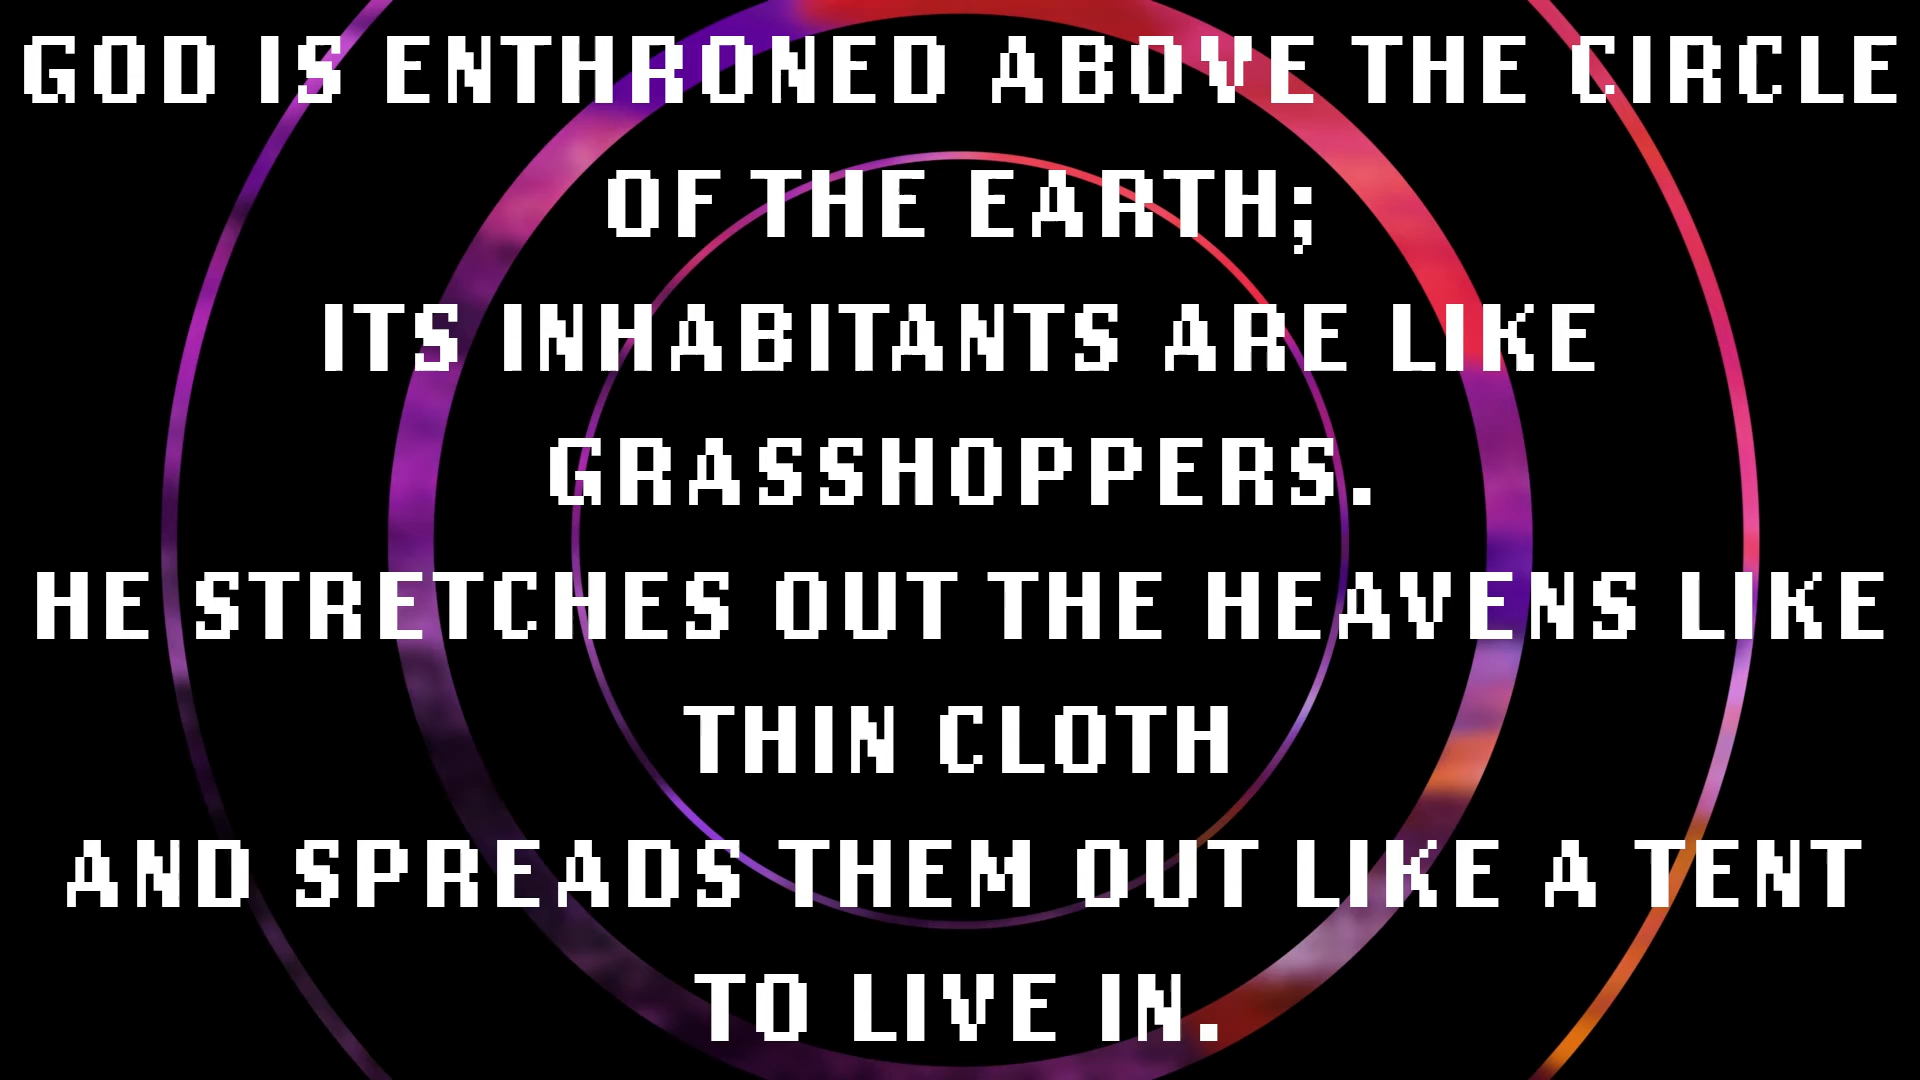 GOD IS ENTHRONED ABOVE THE CIRCLE
OF THE EARTH;
ITS INHABITANTS ARE LIKE
GRASSHOPPERS.
HE STRETCHES OUT THE HEAVENS LIKE
THIN CLOTH
AND SPREADS THEM OUT LIKE A TENT
TO LIVE IN.